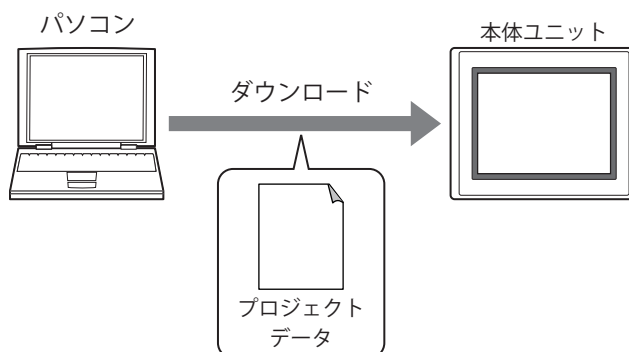 パソコン
本体ユニット
ダウンロード
プロジェクト
データ